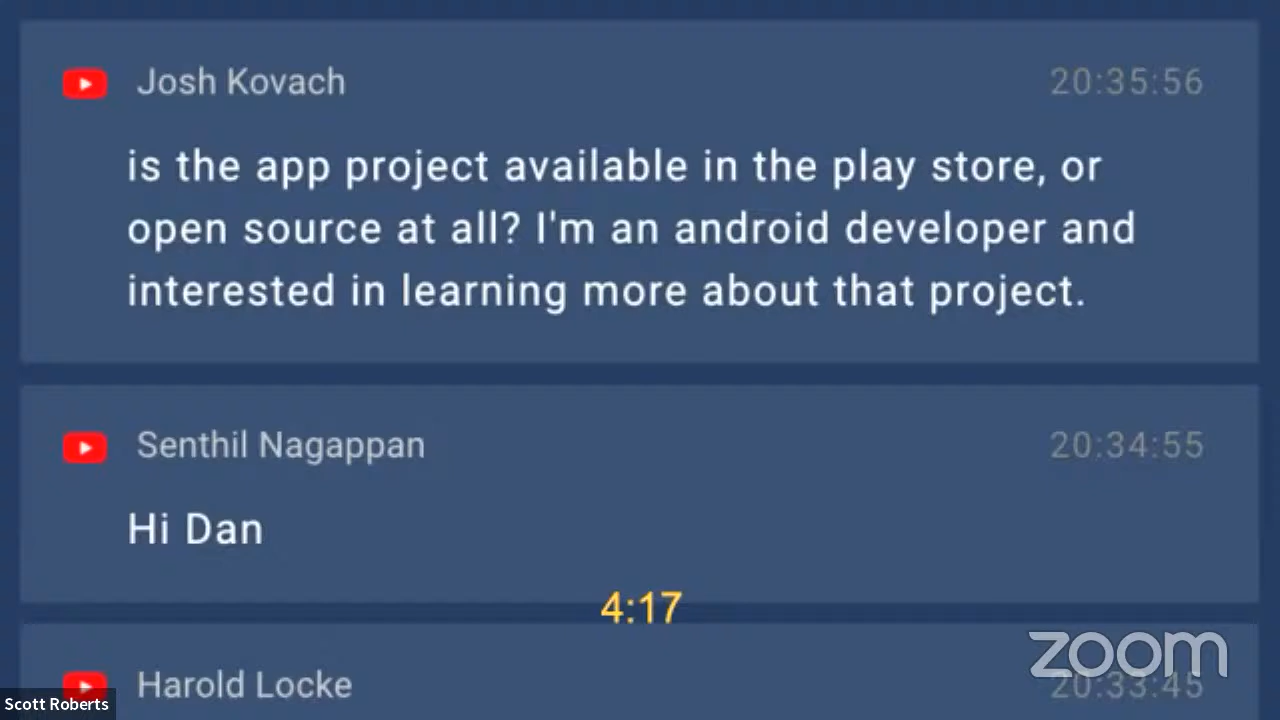 Josh Kovach 20:35:56
is the app project available in the play store, or
open source at all? I'm an android developer and
interested in learning more about that project.
Senthil Nagappan 20:34:55
Hi Dan
4:17
zoom
Harold Locke 20:33:45
Scott Roberts